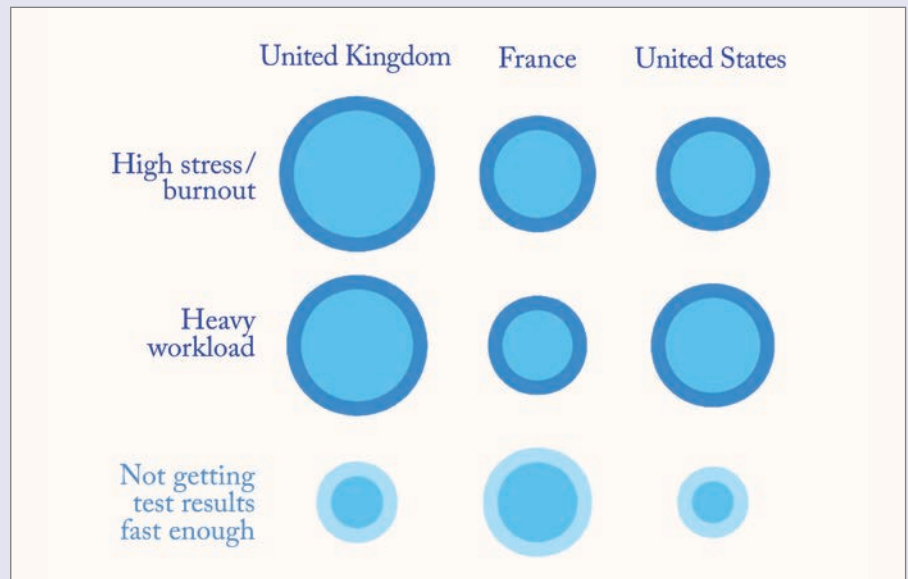 United Kingdom France United States
High stress/
burnout
Heavy
workload
Not getting
test results
fast enough